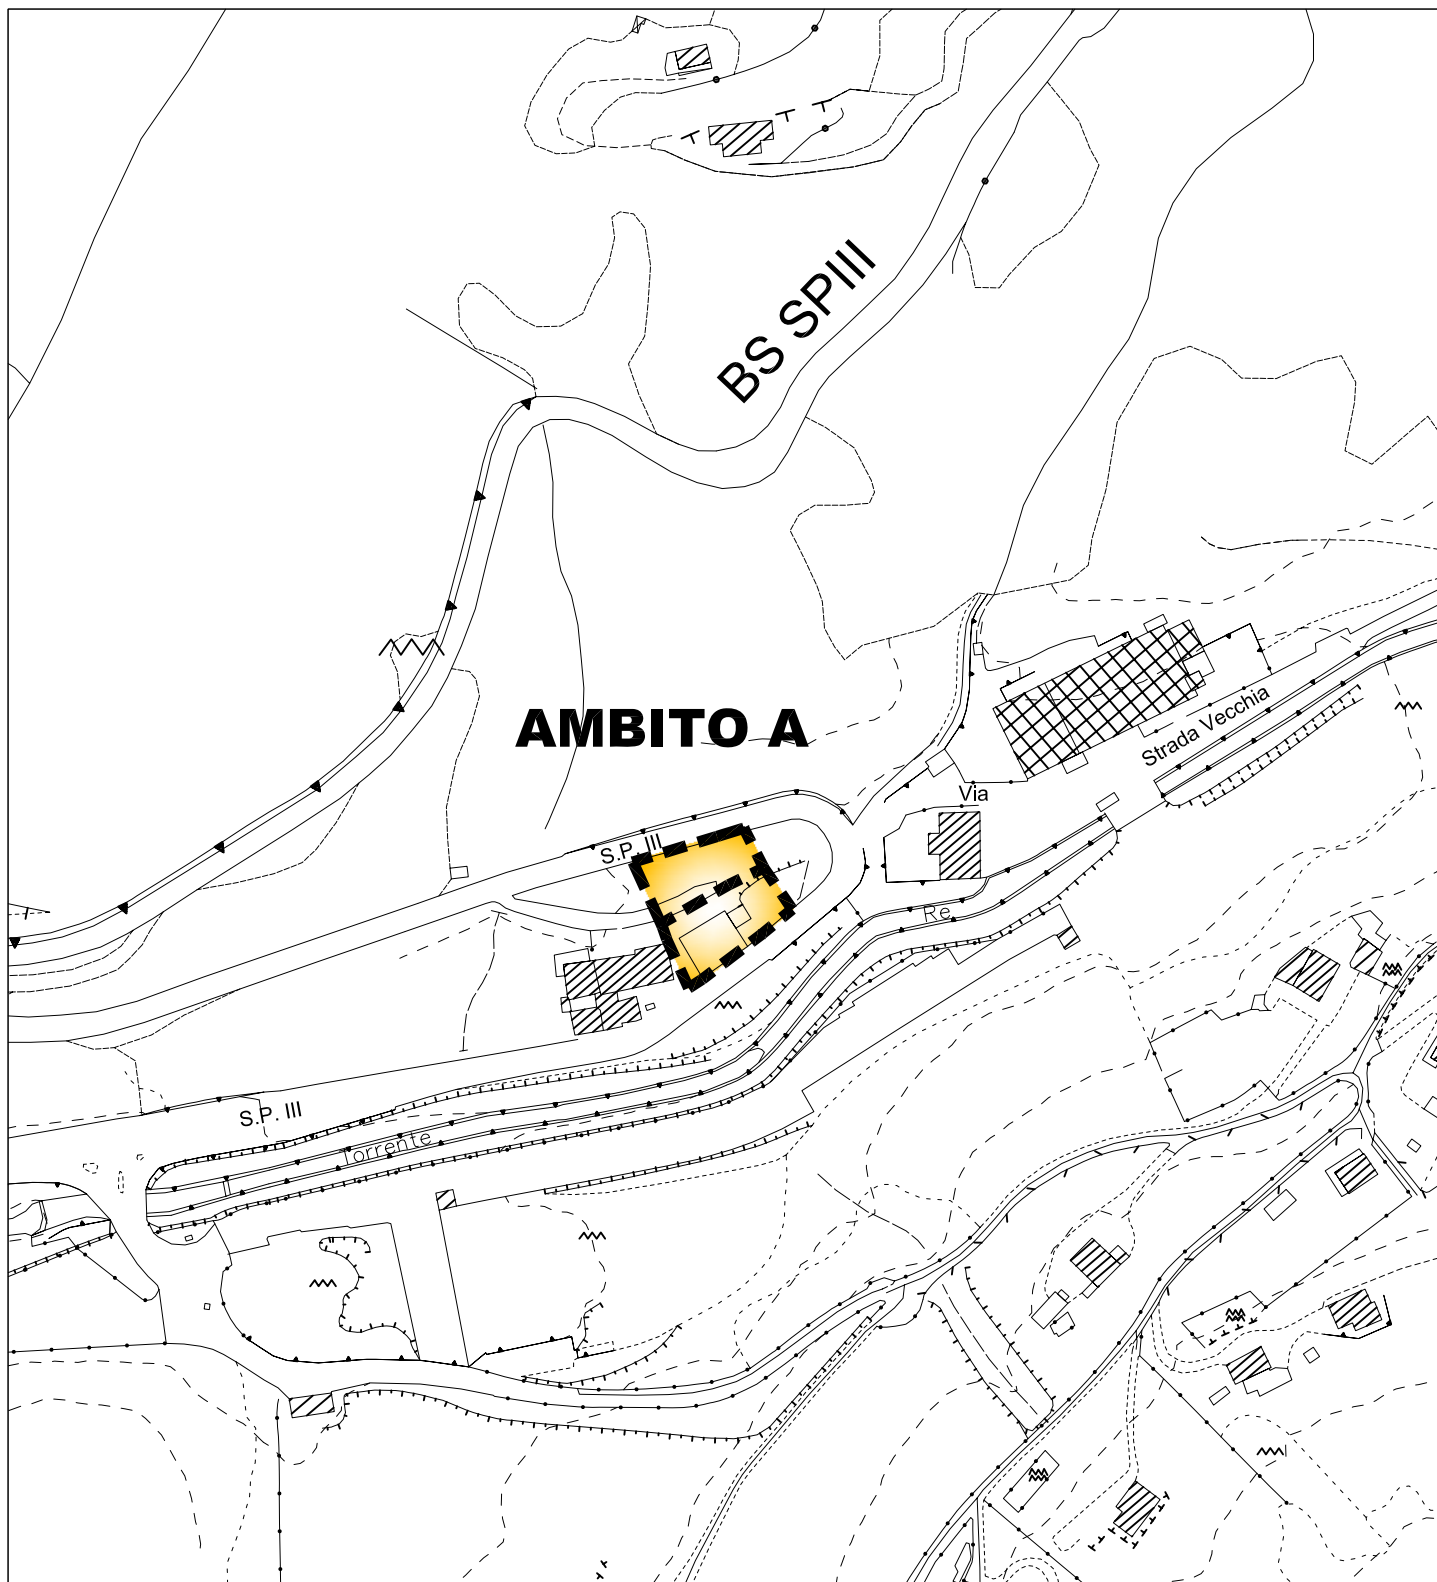 BS SPIII
AMBITO A
Strada Vecchia
Via
S.P. III
Re
S.P. III
Torrente